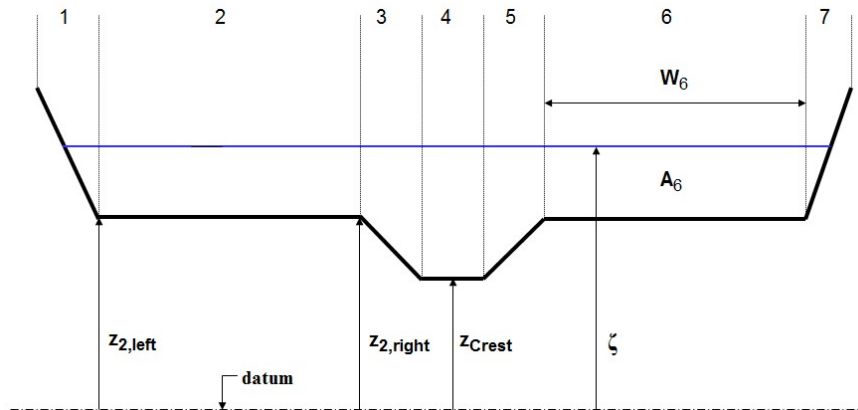 1 2 3 4 5 6 7
W₆
A₆
z₂,left
z₂,right
zCrest
ζ
datum